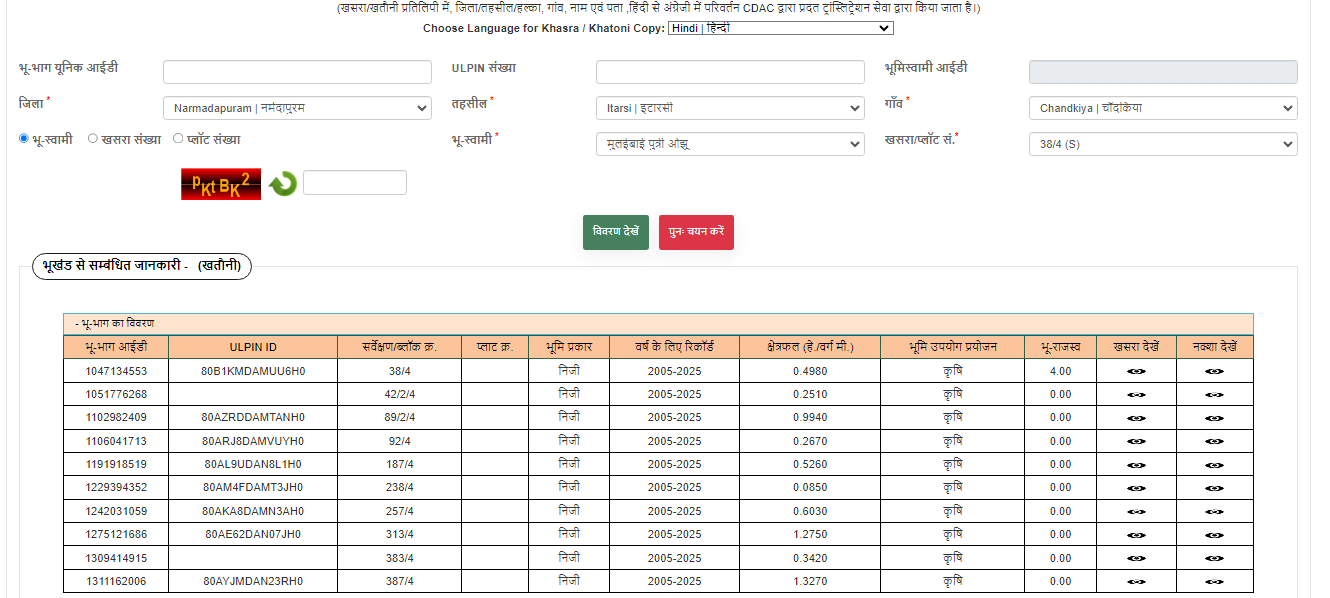 (खसरा/खतौनी प्रतिलिपी में, जिला/तहसील/हल्का, गांव, नाम एवं पता ,हिंदी से अंग्रेजी में परिवर्तन CDAC द्वारा प्रदत ट्रांस्लिट्रेशन सेवा द्वारा किया जाता है।)
Choose Language for Khasra / Khatoni Copy: Hindi | हिन्दी
भू-भाग यूनिक आईडी ULPIN संख्या भूमिस्वामी आईडी
जिला * Narmadapuram | नर्मदापुरम तहसील * Itarsi | इटारसी गाँव * Chandkiya | चाँदकिया
भू-स्वामी खसरा संख्या प्लॉट संख्या भू-स्वामी * मुलईबाई पुत्री ओझू खसरा/प्लॉट सं.* 38/4 (S)
pKtBK2
विवरण देखें पुनः चयन करें
भूखंड से सम्बंधित जानकारी - (खतौनी)
- भू-भाग का विवरण
भू-भाग आईडी ULPIN ID सर्वेक्षण/ब्लॉक क्र. प्लाट क्र. भूमि प्रकार वर्ष के लिए रिकॉर्ड क्षेत्रफल (हे./वर्ग मी.) भूमि उपयोग प्रयोजन भू-राजस्व खसरा देखें नक्शा देखें
1047134553 80B1KMDAMUU6H0 38/4 निजी 2005-2025 0.4980 कृषि 4.00
1051776268 42/2/4 निजी 2005-2025 0.2510 कृषि 0.00
1102982409 80AZRDDAMTANH0 89/2/4 निजी 2005-2025 0.9940 कृषि 0.00
1106041713 80ARJ8DAMVUYH0 92/4 निजी 2005-2025 0.2670 कृषि 0.00
1191918519 80AL9UDAN8L1H0 187/4 निजी 2005-2025 0.5260 कृषि 0.00
1229394352 80AM4FDAMT3JH0 238/4 निजी 2005-2025 0.0850 कृषि 0.00
1242031059 80AKA8DAMN3AH0 257/4 निजी 2005-2025 0.6030 कृषि 0.00
1275121686 80AE62DAN07JH0 313/4 निजी 2005-2025 1.2750 कृषि 0.00
1309414915 383/4 निजी 2005-2025 0.3420 कृषि 0.00
1311162006 80AYJMDAN23RH0 387/4 निजी 2005-2025 1.3270 कृषि 0.00